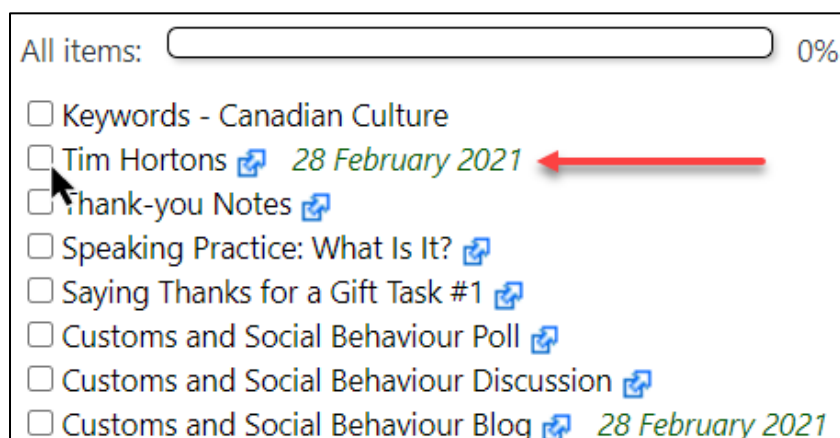 All items: 0%
Keywords - Canadian Culture
Tim Hortons 28 February 2021
Thank-you Notes
Speaking Practice: What Is It?
Saying Thanks for a Gift Task #1
Customs and Social Behaviour Poll
Customs and Social Behaviour Discussion
Customs and Social Behaviour Blog 28 February 2021